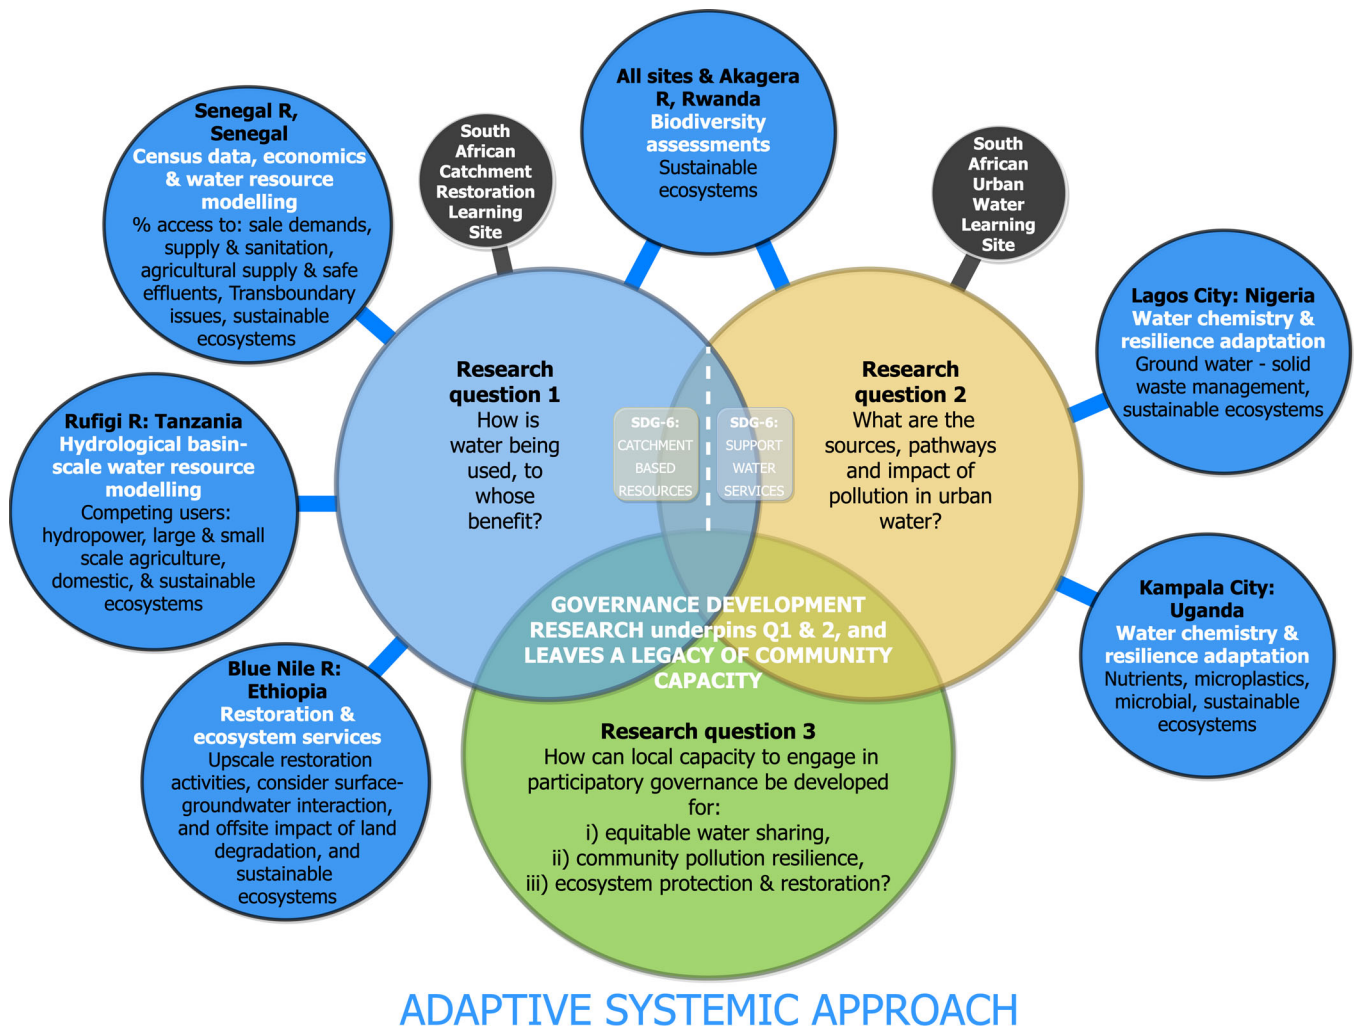 Senegal R,
Senegal
Census data, economics
& water resource
modelling
% access to: sale demands,
supply & sanitation,
agricultural supply & safe
effluents, Transboundary
issues, sustainable
ecosystems
South
African
Catchment
Restoration
Learning
Site
All sites & Akagera
R, Rwanda
Biodiversity
assessments
Sustainable
ecosystems
South
African
Urban
Water
Learning
Site
Lagos City: Nigeria
Water chemistry &
resilience adaptation
Ground water - solid
waste management,
sustainable ecosystems
Rufigi R: Tanzania
Hydrological basin-
scale water resource
modelling
Competing users:
hydropower, large & small
scale agriculture,
domestic, & sustainable
ecosystems
Research
question 1
How is
water being
used, to
whose
benefit?
SDG-6:
CATCHMENT
BASED
RESOURCES
SDG-6:
SUPPORT
WATER
SERVICES
Research
question 2
What are the
sources, pathways
and impact of
pollution in urban
water?
Kampala City:
Uganda
Water chemistry &
resilience adaptation
Nutrients, microplastics,
microbial, sustainable
ecosystems
Blue Nile R:
Ethiopia
Restoration &
ecosystem services
Upscale restoration
activities, consider surface-
groundwater interaction,
and offsite impact of land
degradation, and
sustainable
ecosystems
GOVERNANCE DEVELOPMENT
RESEARCH underpins Q1 & 2, and
LEAVES A LEGACY OF COMMUNITY
CAPACITY
Research question 3
How can local capacity to engage in
participatory governance be developed
for:
i) equitable water sharing,
ii) community pollution resilience,
iii) ecosystem protection & restoration?
ADAPTIVE SYSTEMIC APPROACH